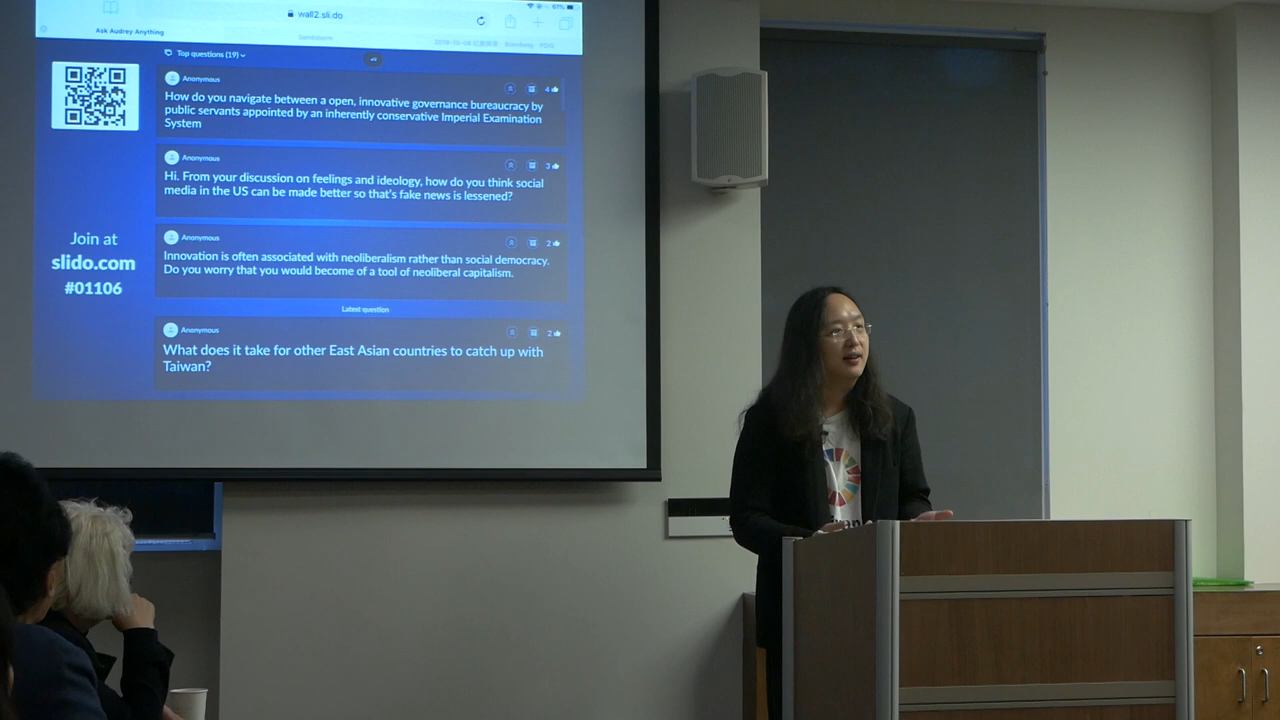 61%
wall2.sli.do
Ask Audrey Anything
Top questions (19)
Anonymous
4
How do you navigate between a open, innovative governance bureaucracy by
public servants appointed by an inherently conservative Imperial Examination
System
Anonymous
3
Hi. From your discussion on feelings and ideology, how do you think social
media in the US can be made better so that's fake news is lessened?
Join at
slido.com
#01106
Anonymous
2
Innovation is often associated with neoliberalism rather than social democracy.
Do you worry that you would become of a tool of neoliberal capitalism.
Latest question
Anonymous
2
What does it take for other East Asian countries to catch up with
Taiwan?